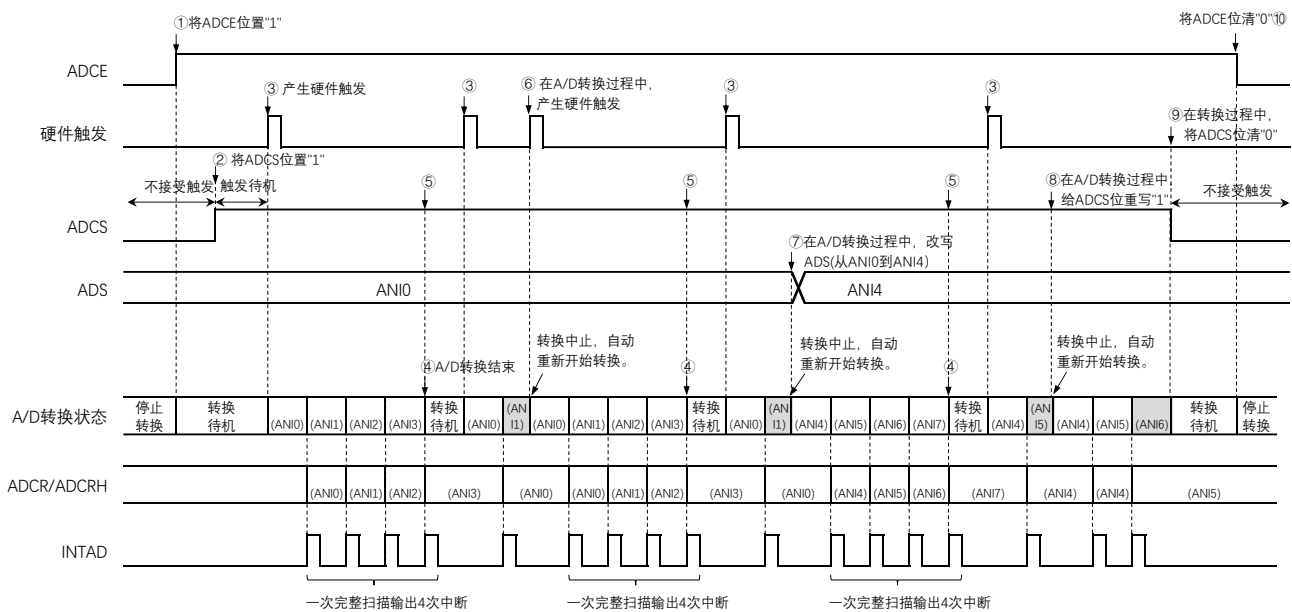 ①将ADCE位置"1"
将ADCE位清"0"⑩
ADCE
③ 产生硬件触发
③
⑥ 在A/D转换过程中，
产生硬件触发
③
③
⑨在转换过程中，
将ADCS位清"0"
硬件触发
② 将ADCS位置"1"
不接受触发
触发待机
⑤
⑤
⑤
⑧在A/D转换过程中
给ADCS位重写"1"
不接受触发
ADCS
⑦在A/D转换过程中，改写
ADS(从ANI0到ANI4）
ADS
ANI0
ANI4
④A/D转换结束
转换中止，自动
重新开始转换。
④
转换中止，自动
重新开始转换。
④
转换中止，自动
重新开始转换。
A/D转换状态
停止
转换
转换
待机
(ANI0)
(ANI1)
(ANI2)
(ANI3)
转换
待机
(ANI0)
(AN
I1)
(ANI0)
(ANI1)
(ANI2)
(ANI3)
转换
待机
(ANI0)
(AN
I1)
(ANI4)
(ANI5)
(ANI6)
(ANI7)
转换
待机
(ANI4)
(AN
I5)
(ANI4)
(ANI5)
(ANI6)
转换
待机
停止
转换
ADCR/ADCRH
(ANI0)
(ANI1)
(ANI2)
(ANI3)
(ANI0)
(ANI0)
(ANI1)
(ANI2)
(ANI3)
(ANI0)
(ANI4)
(ANI5)
(ANI6)
(ANI7)
(ANI4)
(ANI4)
(ANI5)
INTAD
一次完整扫描输出4次中断
一次完整扫描输出4次中断
一次完整扫描输出4次中断